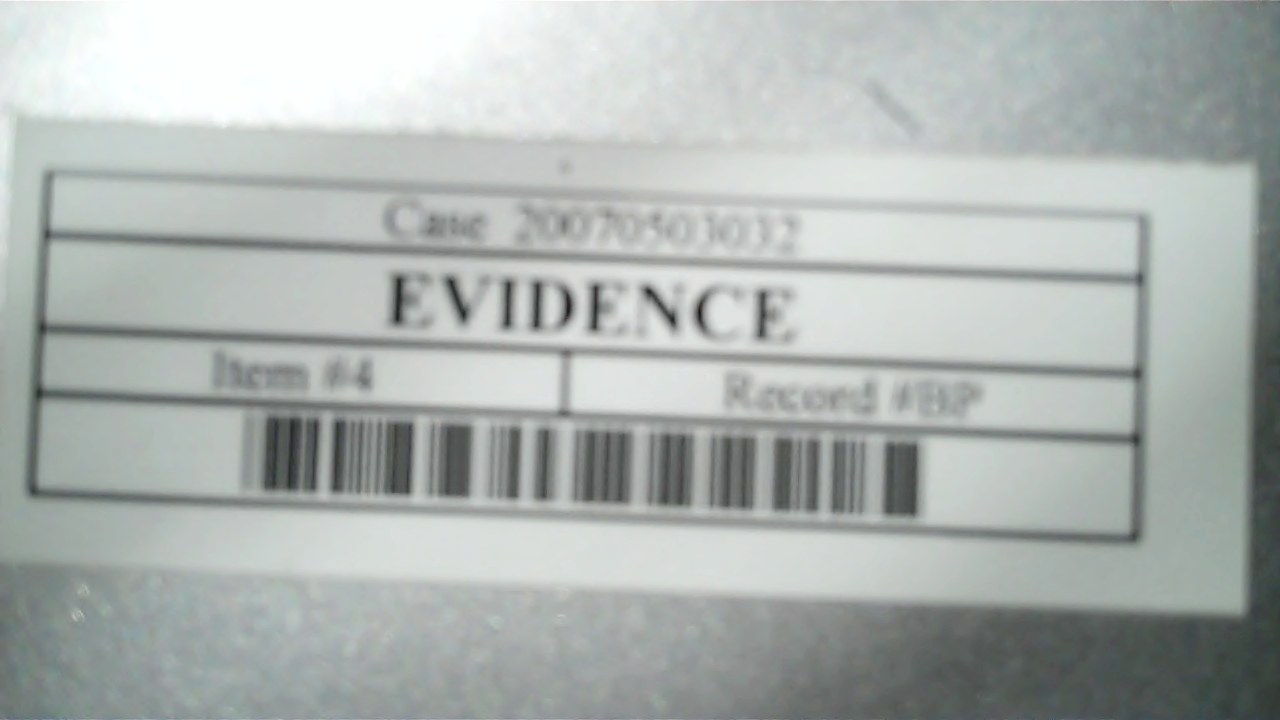 Case 20070503032
EVIDENCE
Item #4
Record #BP